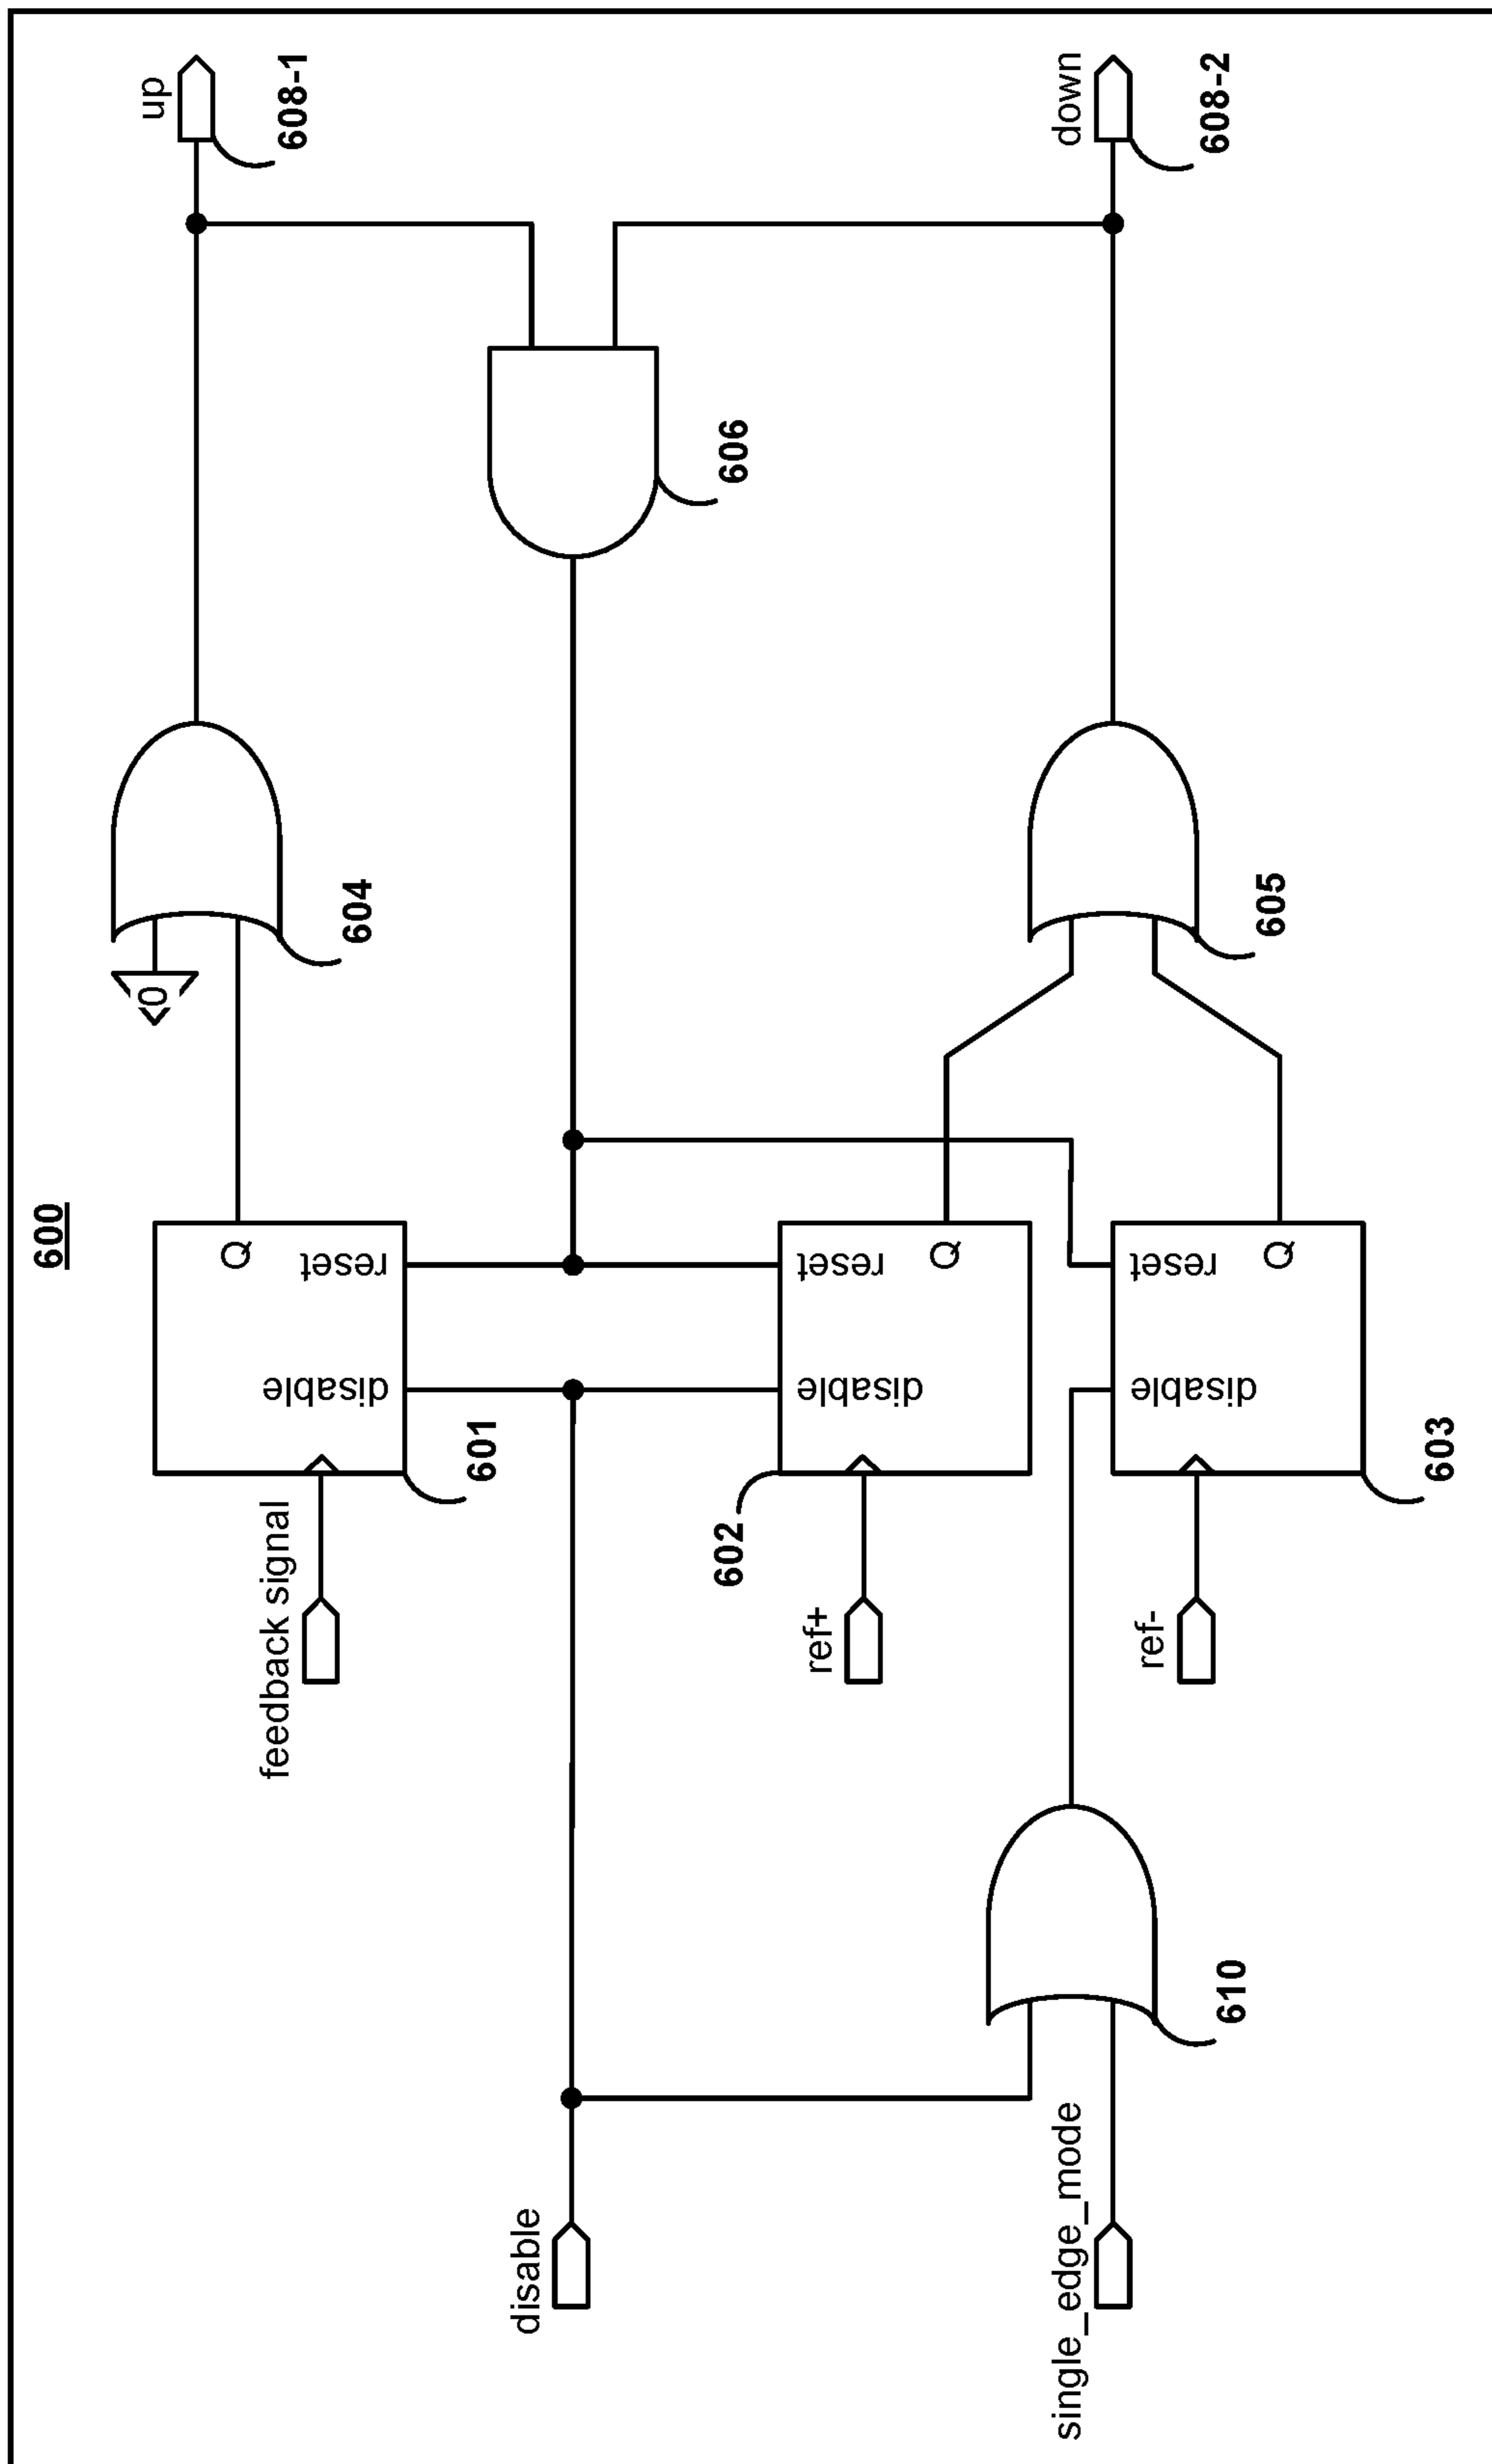 600
up
608-1
0
604
Q
reset
disable
601
feedback signal
606
disable
602
reset
Q
disable
ref+
down
608-2
605
reset
Q
disable
603
ref-
610
single_edge_mode